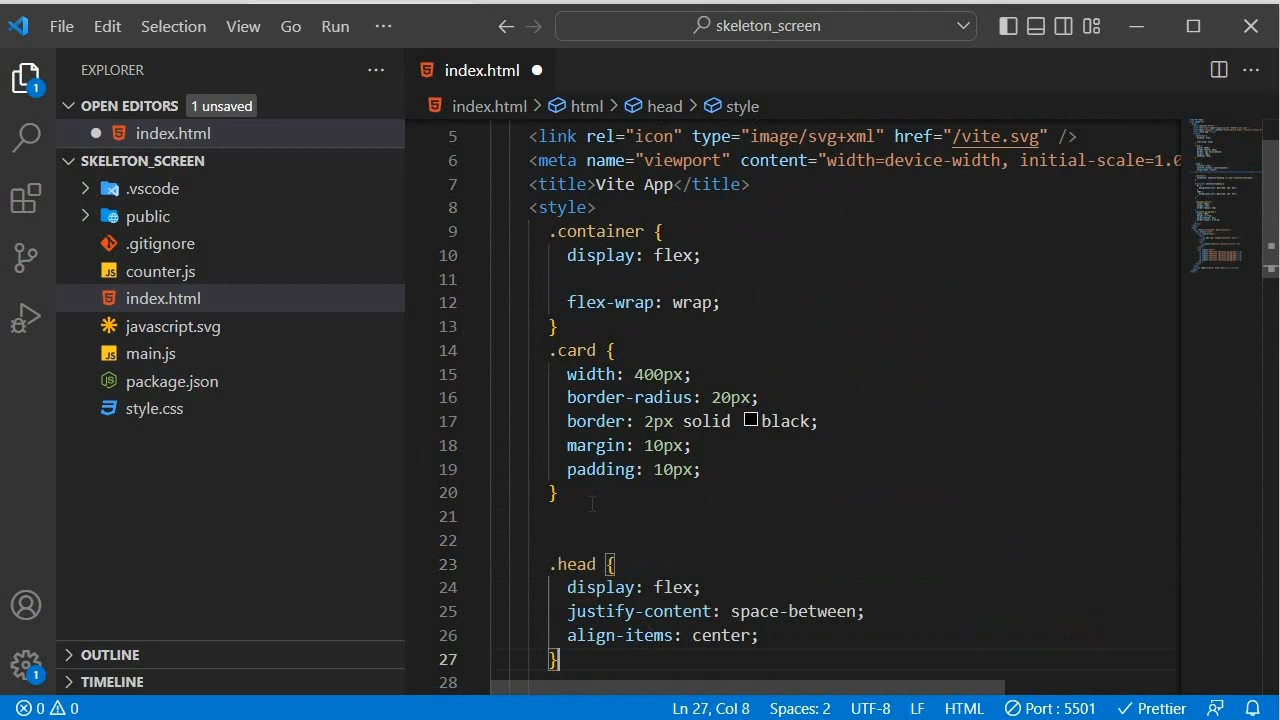 File Edit Selection View Go Run ···
skeleton_screen
EXPLORER
index.html
OPEN EDITORS 1 unsaved
index.html > html > head > style
index.html
SKELETON_SCREEN
.vscode
public
.gitignore
counter.js
index.html
javascript.svg
main.js
package.json
style.css
OUTLINE
TIMELINE
5 <link rel="icon" type="image/svg+xml" href="/vite.svg" />
6 <meta name="viewport" content="width=device-width, initial-scale=1.0
7 <title>Vite App</title>
8 <style>
9 .container {
10 display: flex;
11
12 flex-wrap: wrap;
13 }
14 .card {
15 width: 400px;
16 border-radius: 20px;
17 border: 2px solid black;
18 margin: 10px;
19 padding: 10px;
20 }
21
22
23 .head {
24 display: flex;
25 justify-content: space-between;
26 align-items: center;
27 }
28
0 0 Ln 27, Col 8 Spaces: 2 UTF-8 LF HTML Port : 5501 Prettier